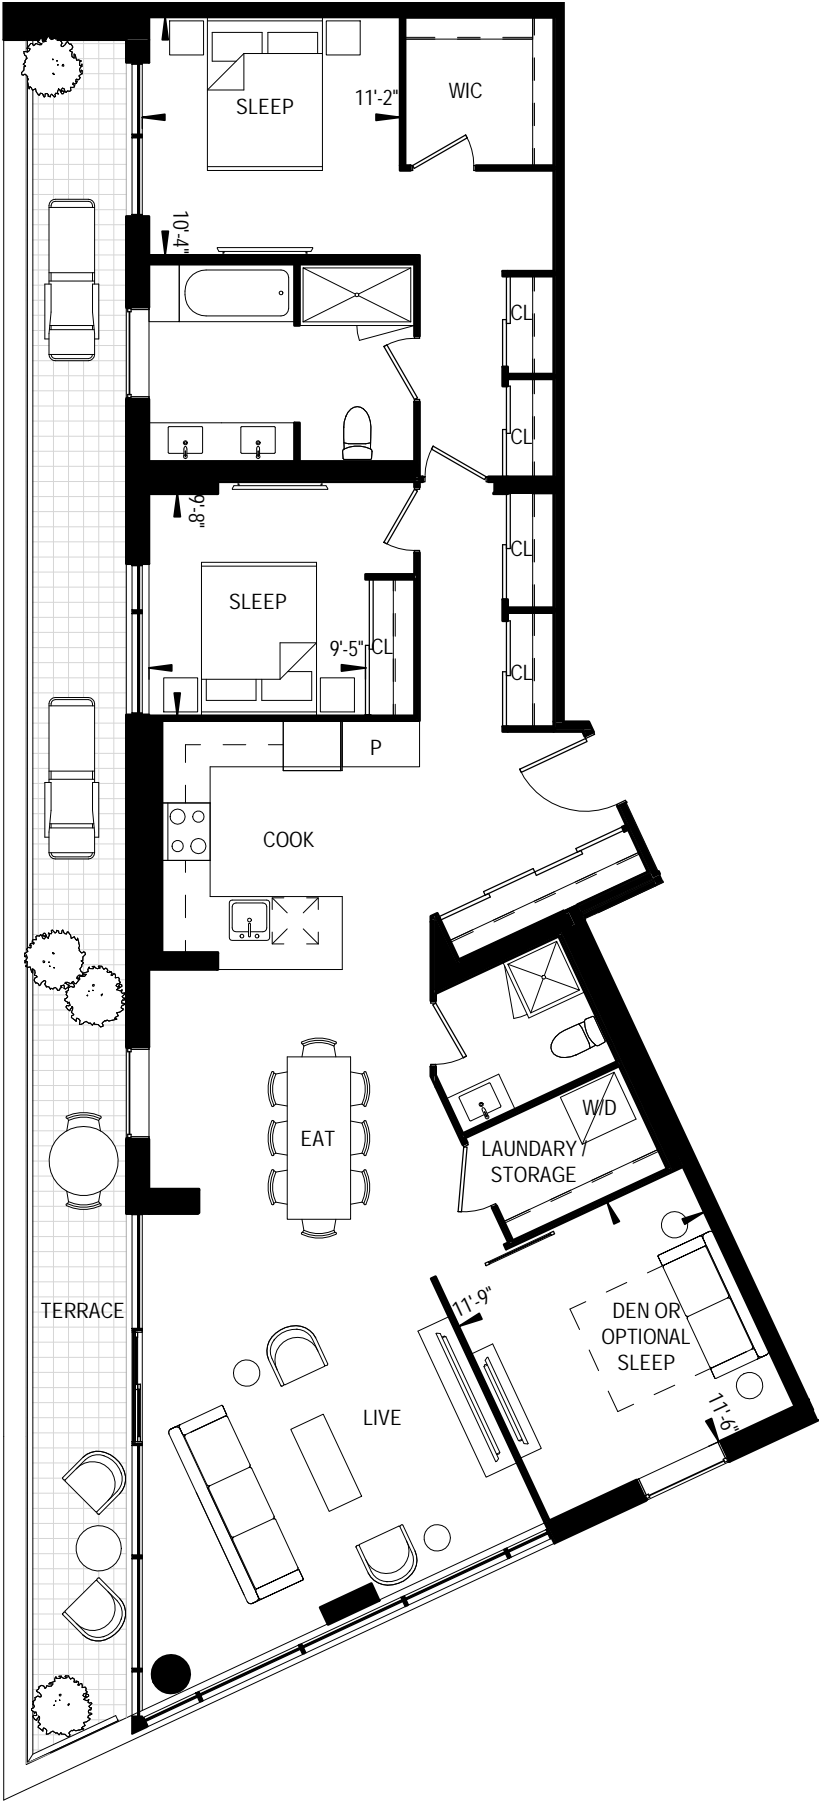 SLEEP
11'-2"
WIC
10'-4"
CL
CL
9'-8"
CL
SLEEP
9'-5"
CL
CL
P
COOK
W/D
EAT
LAUNDARY /
STORAGE
TERRACE
11'-9"
DEN OR
OPTIONAL
SLEEP
LIVE
11'-6"